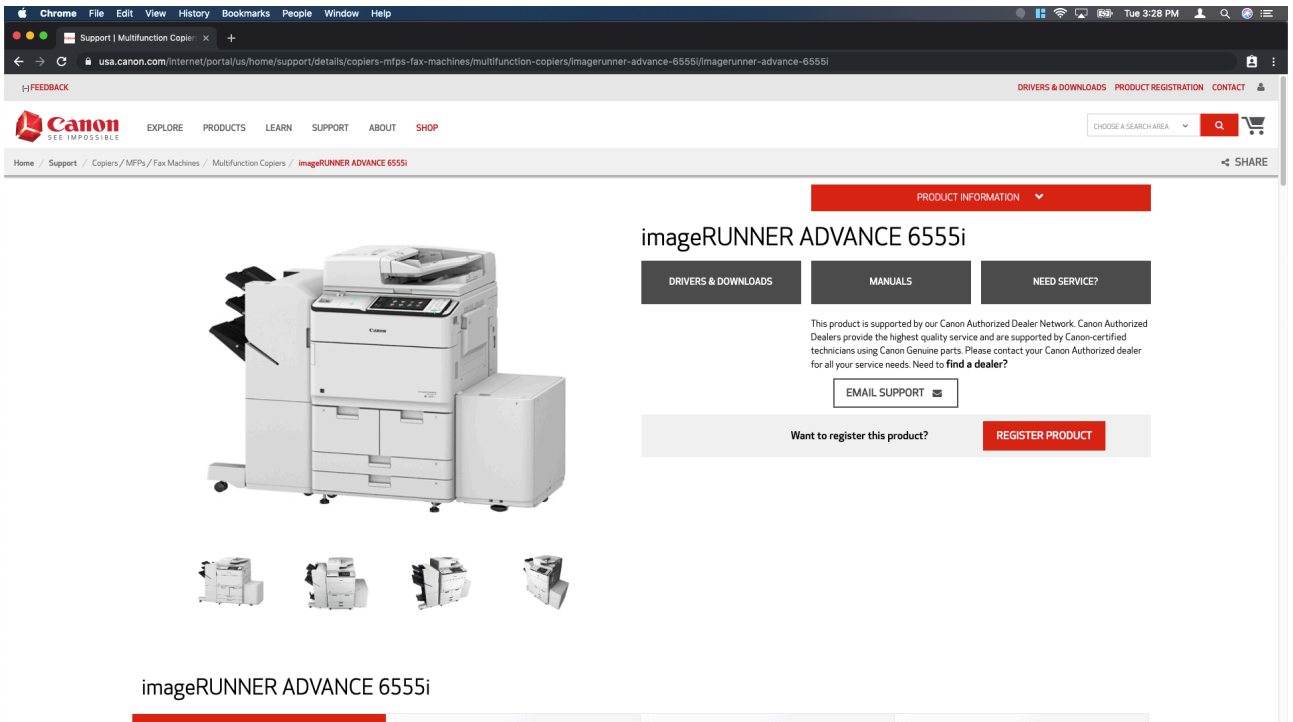 Chrome File Edit View History Bookmarks People Window Help
Tue 3:28 PM
Support | Multifunction Copiers
usa.canon.com/internet/portal/us/home/support/details/copiers-mfps-fax-machines/multifunction-copiers/imagerunner-advance-6555i/imagerunner-advance-6555i
[-] FEEDBACK
DRIVERS & DOWNLOADS PRODUCT REGISTRATION CONTACT
Canon
SEE IMPOSSIBLE
EXPLORE PRODUCTS LEARN SUPPORT ABOUT SHOP
CHOOSE A SEARCH AREA
Home / Support / Copiers / MFPs / Fax Machines / Multifunction Copiers / imageRUNNER ADVANCE 6555i
SHARE
PRODUCT INFORMATION
imageRUNNER ADVANCE 6555i
DRIVERS & DOWNLOADS
MANUALS
NEED SERVICE?
This product is supported by our Canon Authorized Dealer Network. Canon Authorized
Dealers provide the highest quality service and are supported by Canon-certified
technicians using Canon Genuine parts. Please contact your Canon Authorized dealer
for all your service needs. Need to find a dealer?
EMAIL SUPPORT
Want to register this product?
REGISTER PRODUCT
Canon
imageRUNNER ADVANCE 6555i